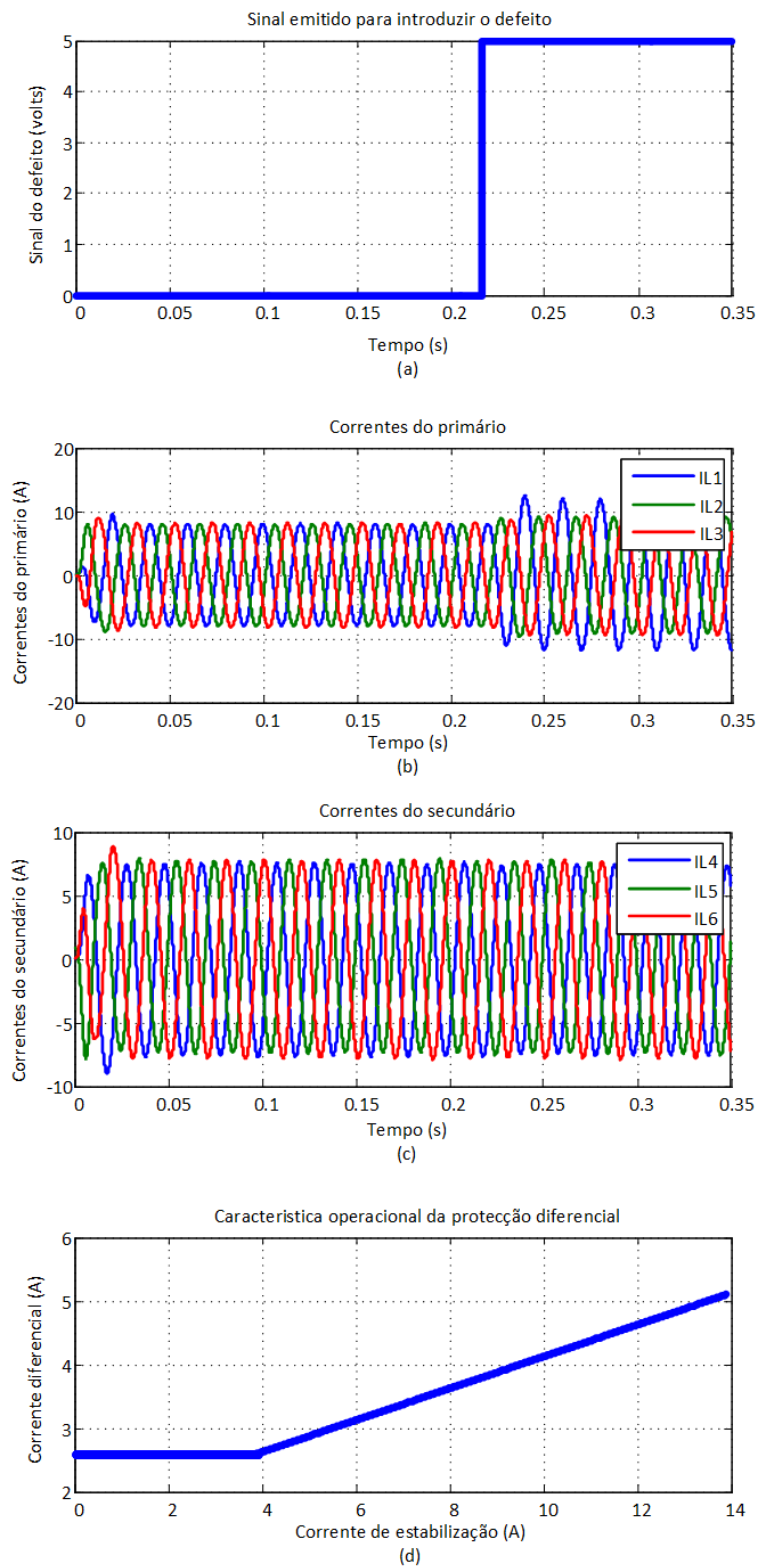 Sinal emitido para introduzir o defeito
Sinal do defeito (volts)
5
4
3
2
1
0
0 0.05 0.1 0.15 0.2 0.25 0.3 0.35
Tempo (s)
(a)
Correntes do primário
Correntes do primário (A)
20
10
0
-10
-20
IL1
IL2
IL3
0 0.05 0.1 0.15 0.2 0.25 0.3 0.35
Tempo (s)
(b)
Correntes do secundário
Correntes do secundário (A)
10
5
0
-5
-10
IL4
IL5
IL6
0 0.05 0.1 0.15 0.2 0.25 0.3 0.35
Tempo (s)
(c)
Caracteristica operacional da protecção diferencial
Corrente diferencial (A)
6
5
4
3
2
0 2 4 6 8 10 12 14
Corrente de estabilização (A)
(d)